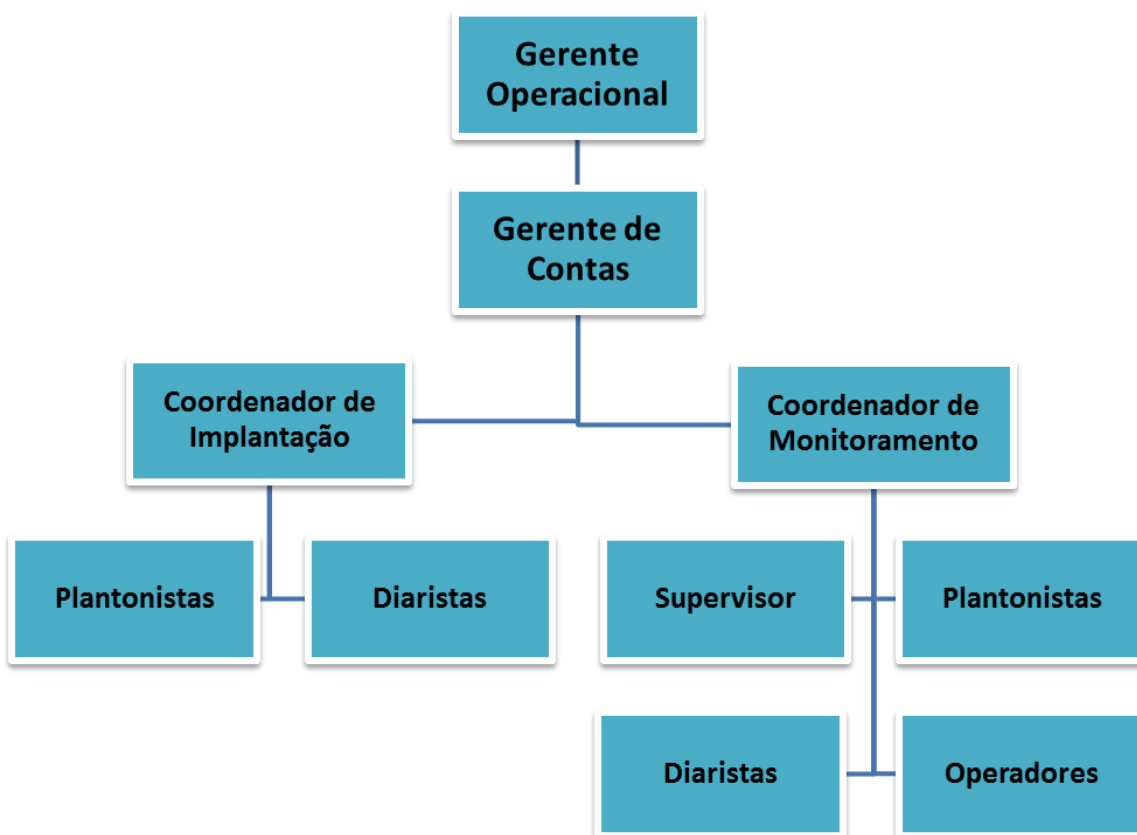 Gerente
Operacional
Gerente de
Contas
Coordenador de
Implantação
Coordenador de
Monitoramento
Plantonistas
Diaristas
Supervisor
Plantonistas
Diaristas
Operadores